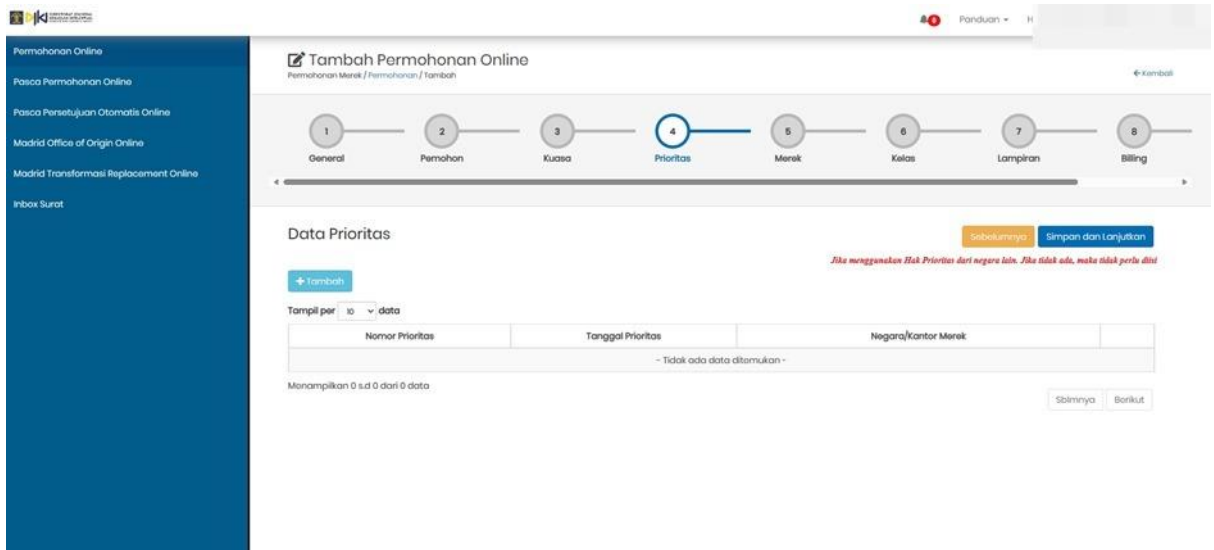 0 Panduan H
Permohonan Online
Pasca Permohonan Online
Pasca Persetujuan Otomatis Online
Madrid Office of Origin Online
Madrid Transformasi Replacement Online
Inbox Surat
Tambah Permohonan Online
Permohonan Merek / Permohonan / Tambah
Kembali
1 2 3 4 5 6 7 8
General Pemohon Kuasa Prioritas Merek Kelas Lampiran Billing
Data Prioritas
Sebelumnya Simpan dan Lanjutkan
Jika menggunakan Hak Prioritas dari negara lain. Jika tidak ada, maka tidak perlu diisi
+ Tambah
Tampil per 10 data
Nomor Prioritas Tanggal Prioritas Negara/Kantor Merek
- Tidak ada data ditemukan -
Menampilkan 0 s.d 0 dari 0 data
Sblmnya Berikut